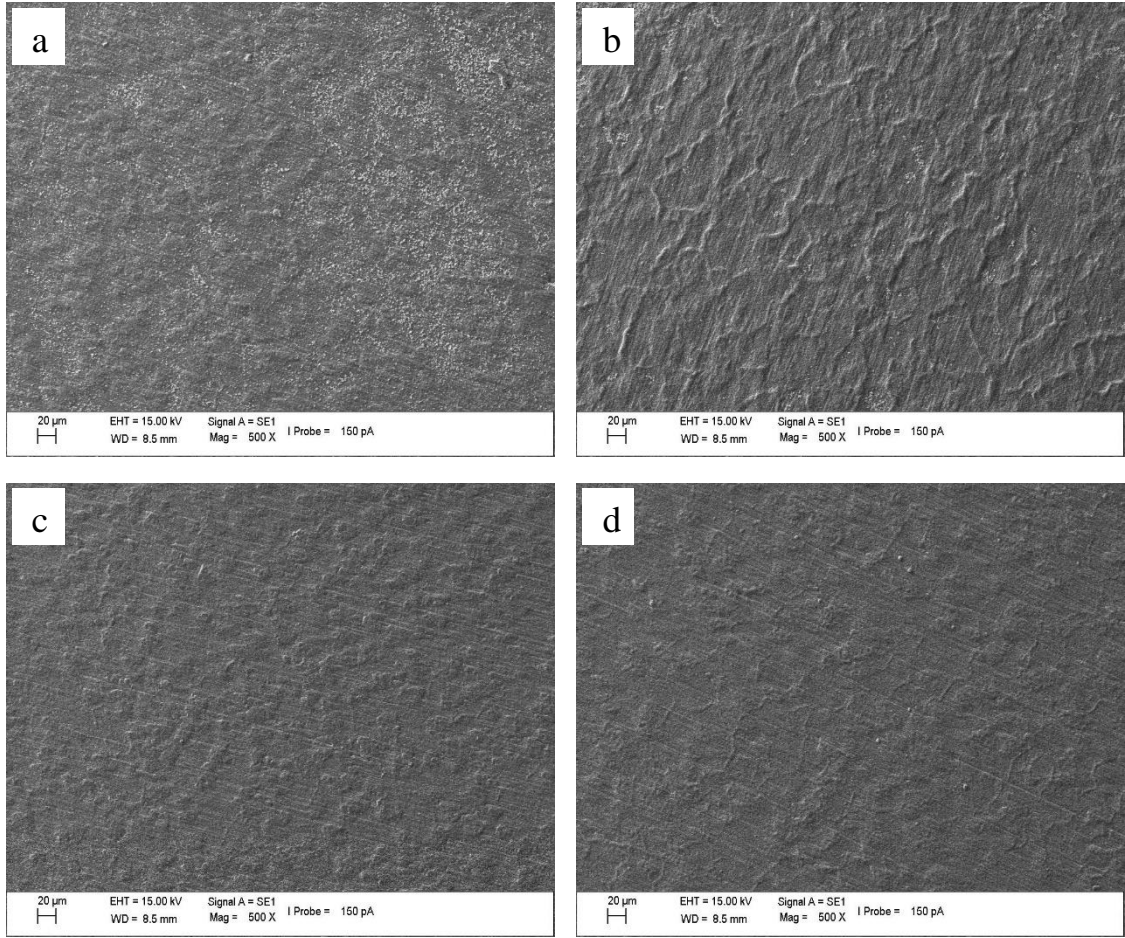 a
20 µm
EHT = 15.00 kV
Signal A = SE1
WD = 8.5 mm
Mag = 500 X
I Probe = 150 pA
b
20 µm
EHT = 15.00 kV
Signal A = SE1
WD = 8.5 mm
Mag = 500 X
I Probe = 150 pA
c
20 µm
EHT = 15.00 kV
Signal A = SE1
WD = 8.5 mm
Mag = 500 X
I Probe = 150 pA
d
20 µm
EHT = 15.00 kV
Signal A = SE1
WD = 8.5 mm
Mag = 500 X
I Probe = 150 pA